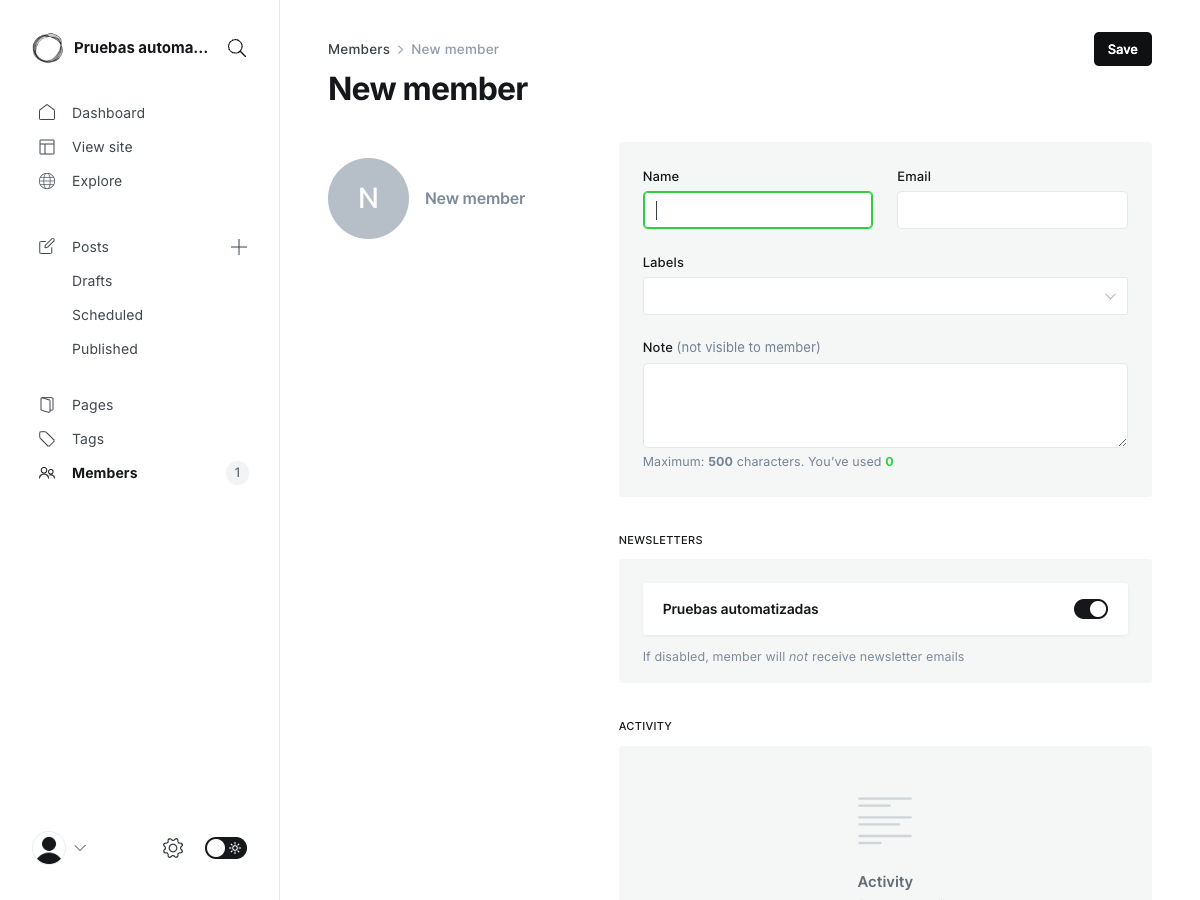 Pruebas automa...
Dashboard
View site
Explore
Posts
Drafts
Scheduled
Published
Pages
Tags
Members 1
Members > New member
Save
New member
N
New member
Name
Email
Labels
Note (not visible to member)
Maximum: 500 characters. You've used 0
NEWSLETTERS
Pruebas automatizadas
If disabled, member will not receive newsletter emails
ACTIVITY
Activity